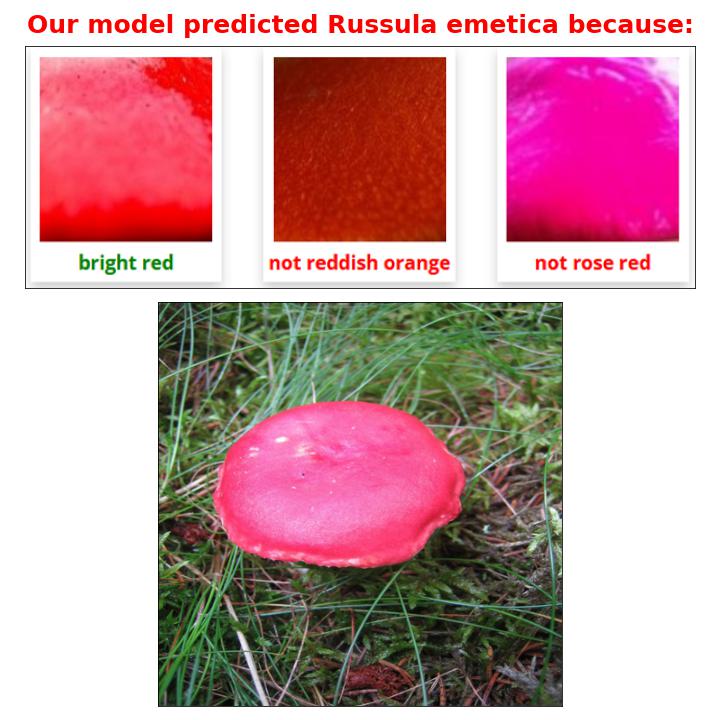 Our model predicted Russula emetica because:
bright red
not reddish orange
not rose red